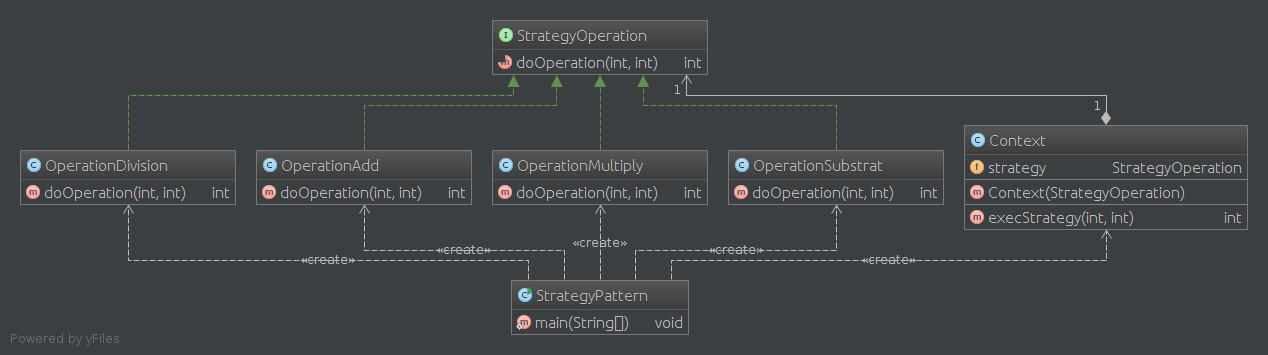 I StrategyOperation
m doOperation(int, int) int
1
1
C OperationDivision
m doOperation(int, int) int
C OperationAdd
m doOperation(int, int) int
C OperationMultiply
m doOperation(int, int) int
C OperationSubstrat
m doOperation(int, int) int
C Context
f strategy StrategyOperation
m Context(StrategyOperation)
m execStrategy(int, int) int
«create»
«create»
«create»
«create»
«create»
C StrategyPattern
m main(String[]) void
Powered by yFiles